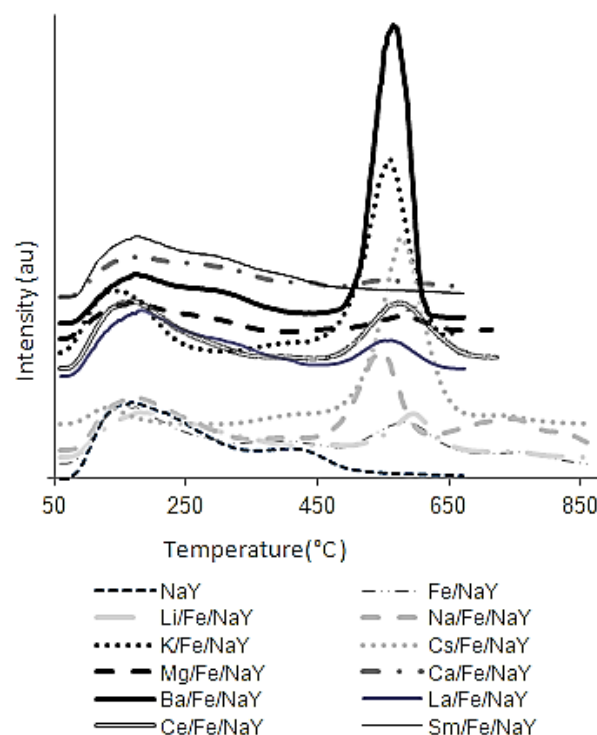 Intensity (au)
50 250 450 650 850
Temperature(°C)
NaY Fe/NaY
Li/Fe/NaY Na/Fe/NaY
K/Fe/NaY Cs/Fe/NaY
Mg/Fe/NaY Ca/Fe/NaY
Ba/Fe/NaY La/Fe/NaY
Ce/Fe/NaY Sm/Fe/NaY